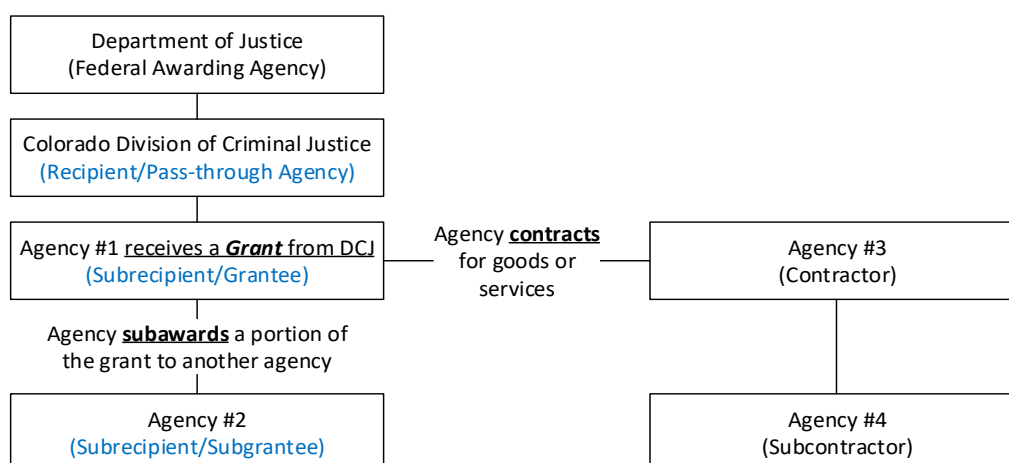 Department of Justice
(Federal Awarding Agency)
Colorado Division of Criminal Justice
(Recipient/Pass-through Agency)
Agency #1 receives a Grant from DCJ
(Subrecipient/Grantee)
Agency contracts
for goods or
services
Agency #3
(Contractor)
Agency subawards a portion of
the grant to another agency
Agency #2
(Subrecipient/Subgrantee)
Agency #4
(Subcontractor)